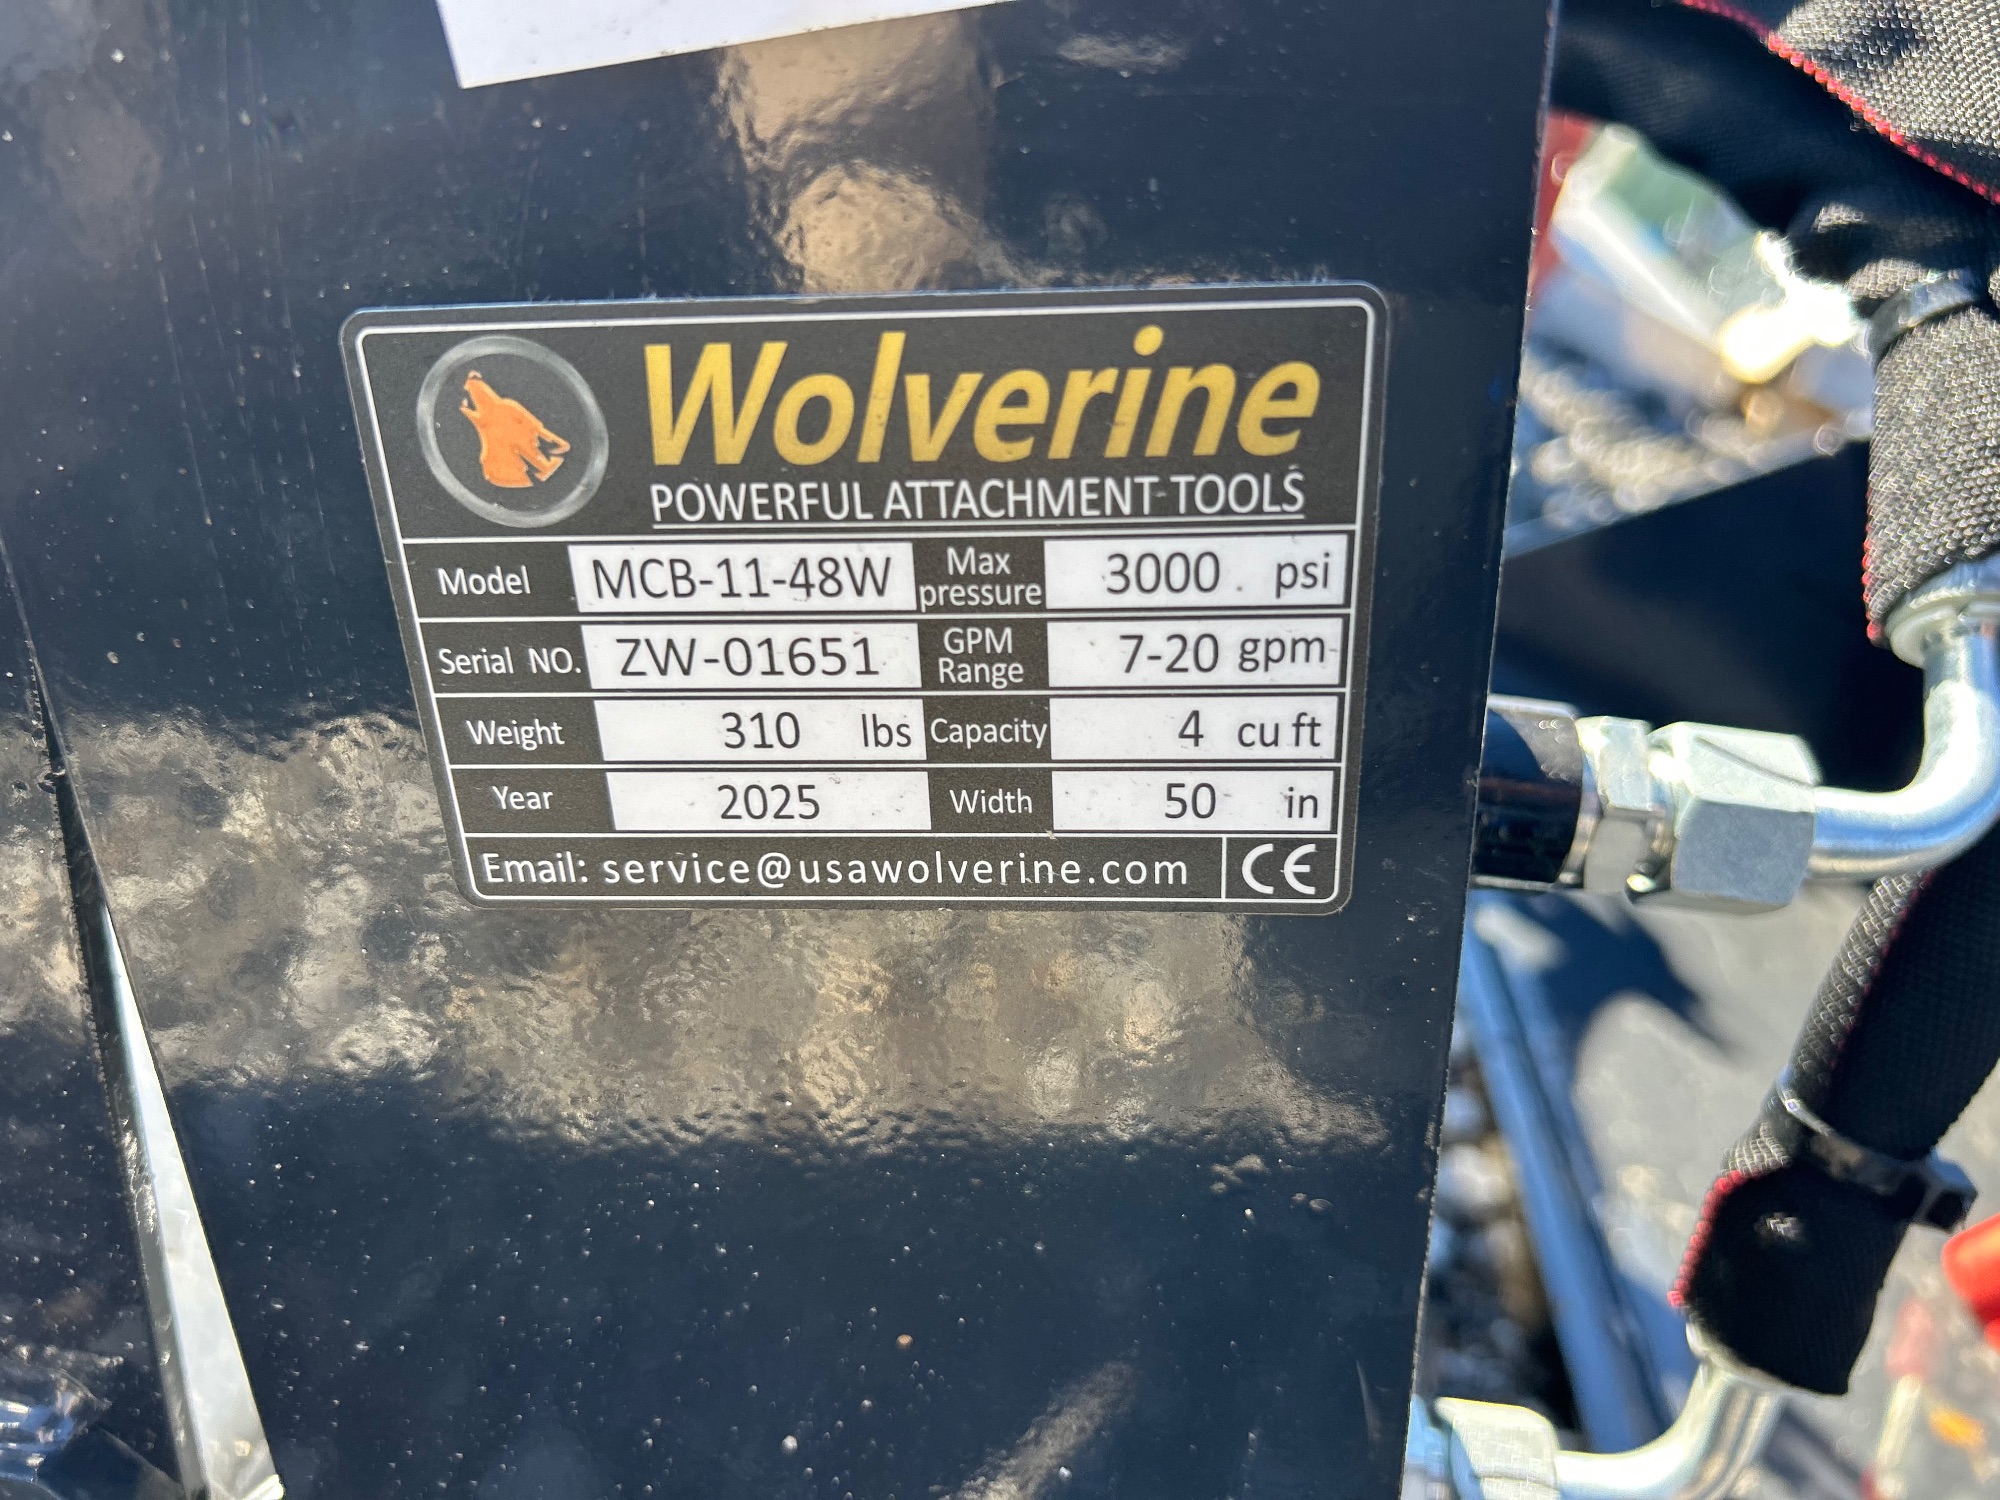 Wolverine
POWERFUL ATTACHMENT TOOLS
Model MCB-11-48W Max pressure 3000 psi
Serial NO. ZW-01651 GPM Range 7-20 gpm
Weight 310 lbs Capacity 4 cu ft
Year 2025 Width 50 in
Email: service@usawolverine.com CE